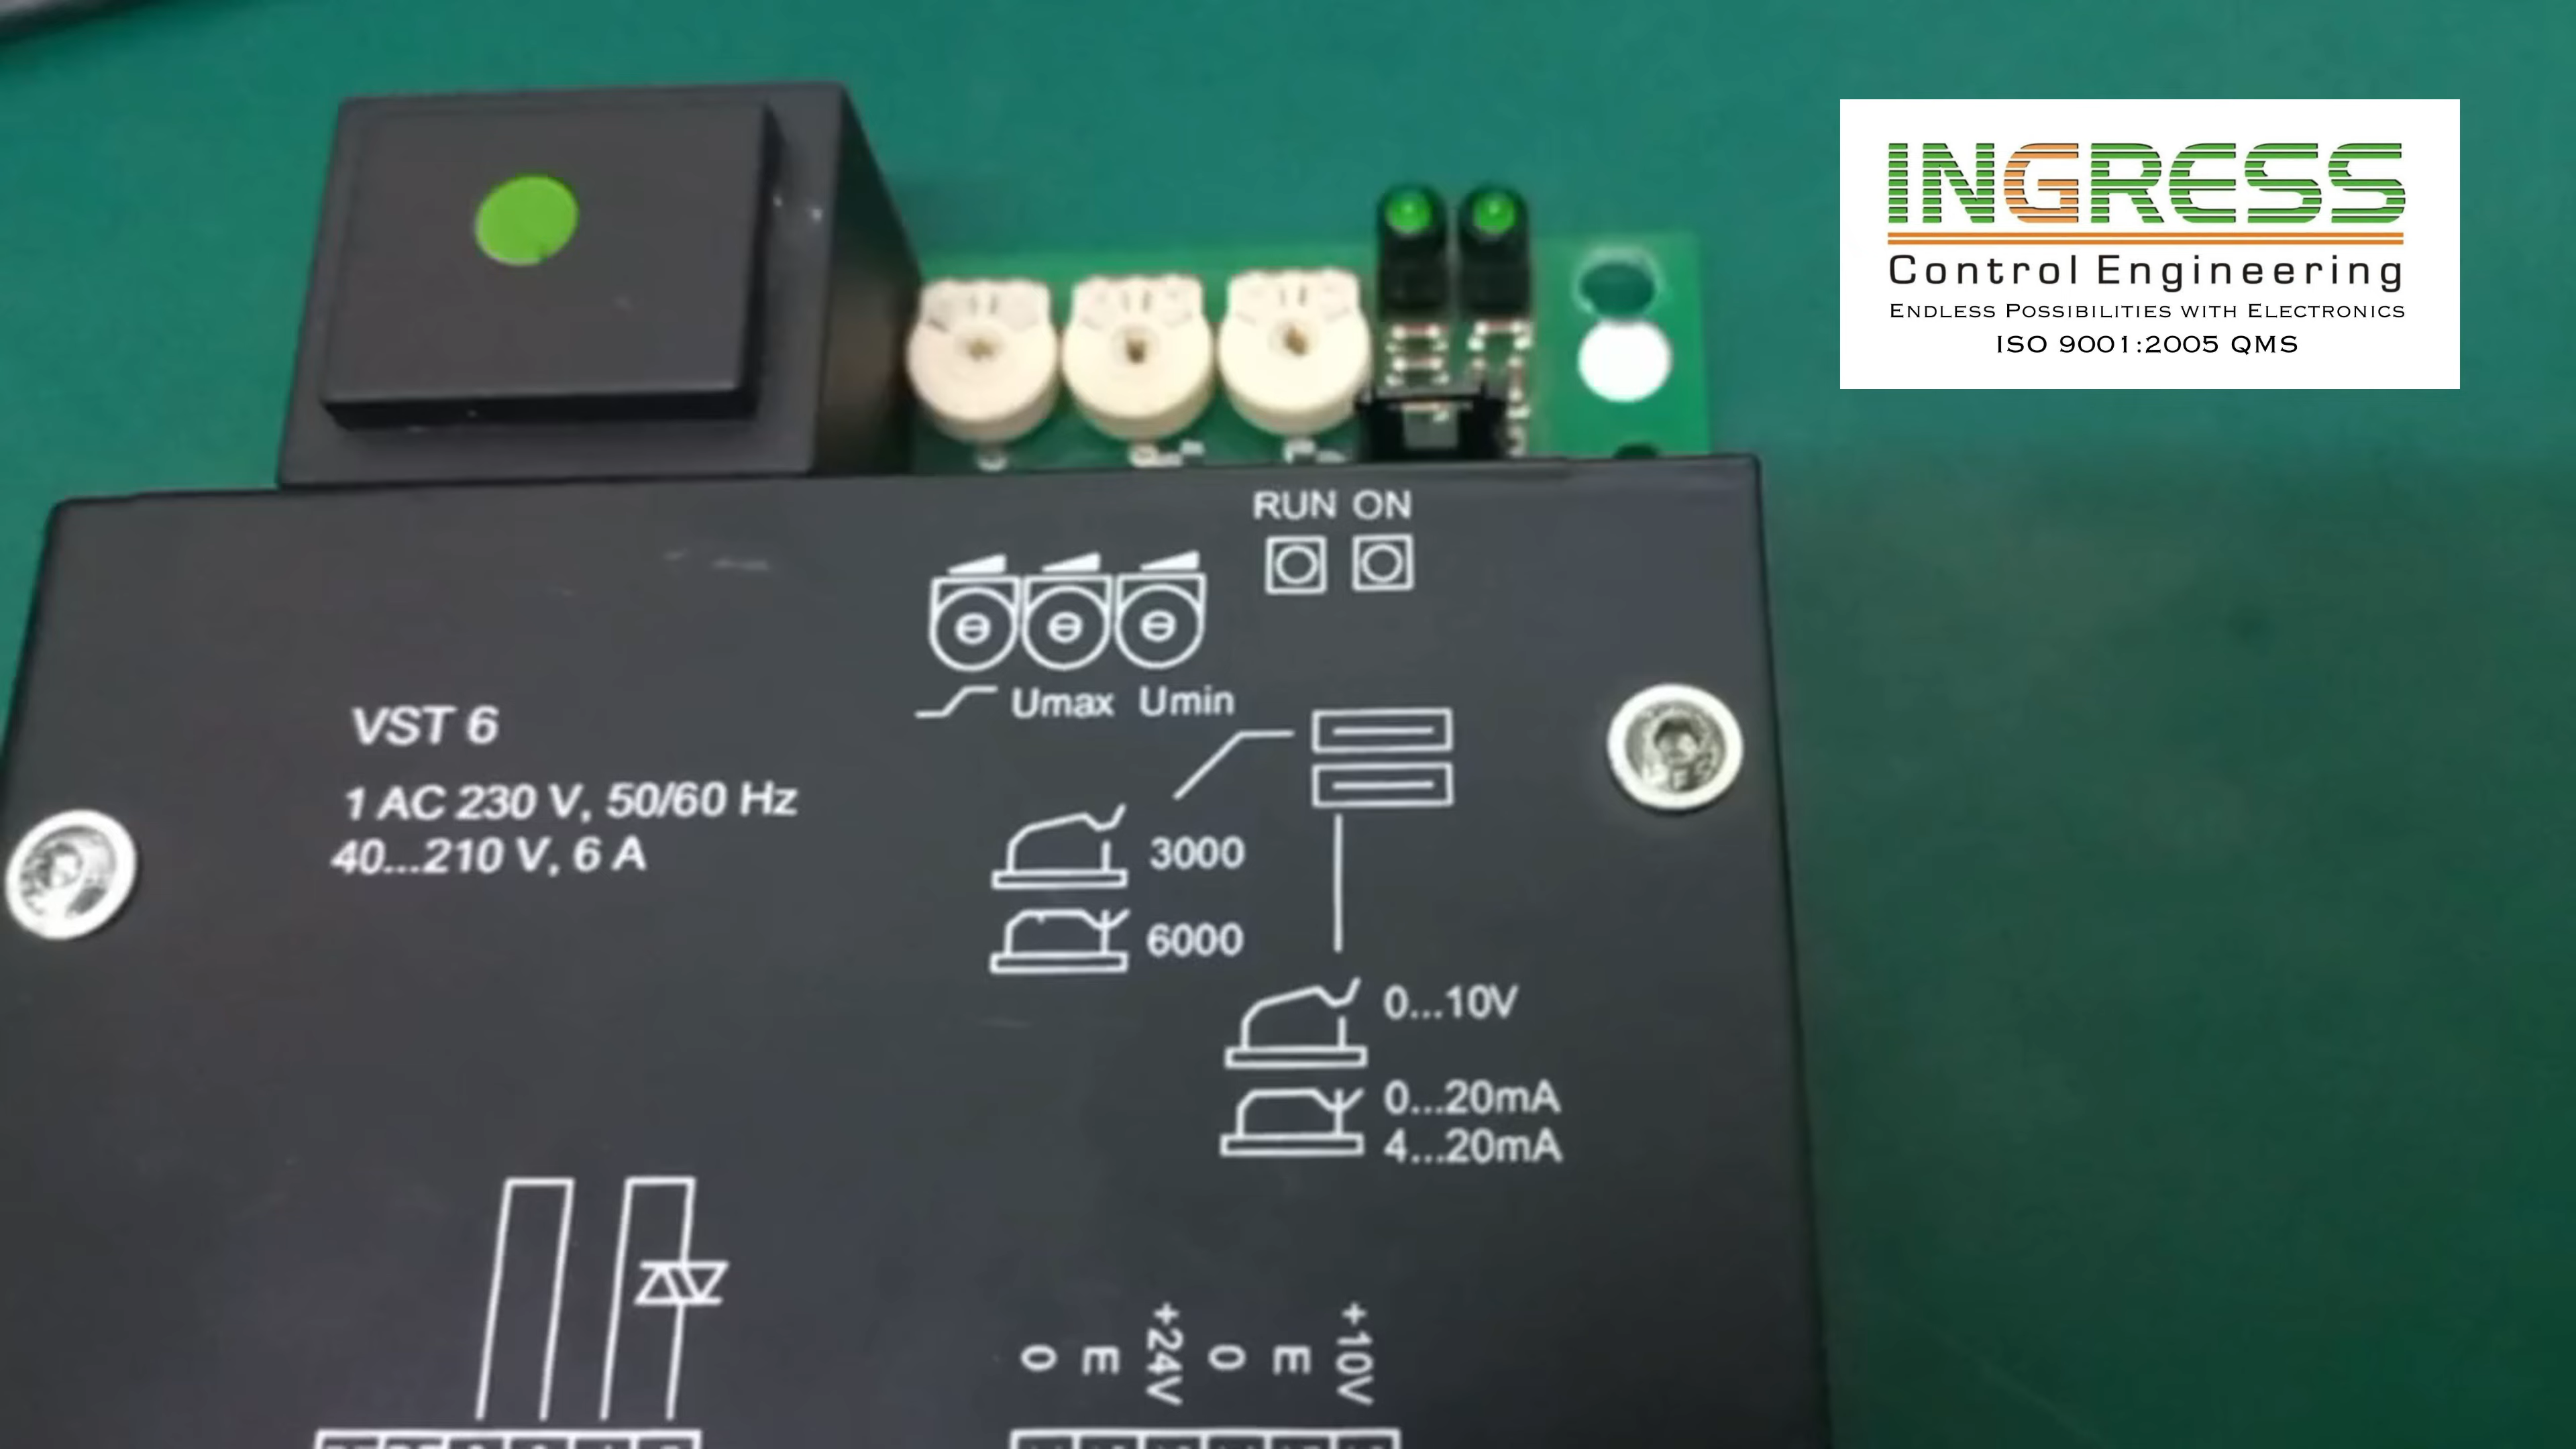 INGRESS
Control Engineering
ENDLESS POSSIBILITIES WITH ELECTRONICS
ISO 9001:2005 QMS
RUN ON
Umax Umin
VST 6
1 AC 230 V, 50/60 Hz
40...210 V, 6 A
3000
6000
0...10V
0...20mA
4...20mA
0 E +24V 0 E +10V